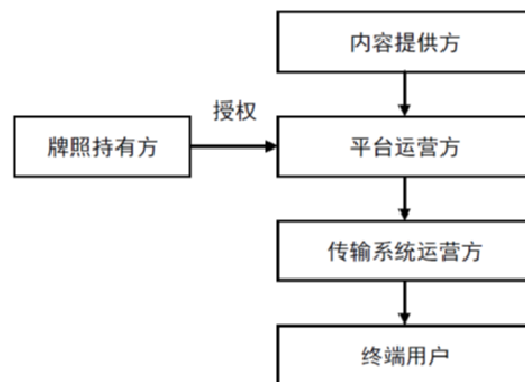 内容提供方
授权
牌照持有方
平台运营方
传输系统运营方
终端用户